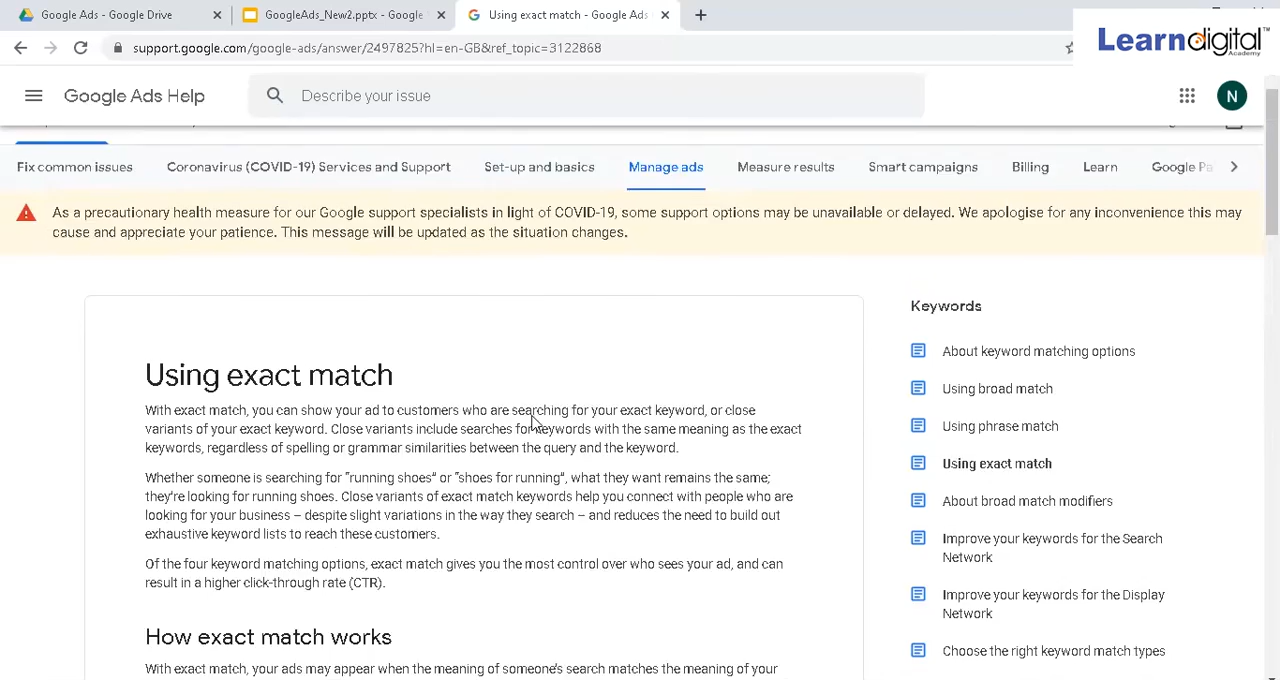 Google Ads - Google Drive
GoogleAds_New2.pptx - Google
Using exact match - Google Ads
support.google.com/google-ads/answer/2497825?hl=en-GB&ref_topic=3122868
Learndigital™
Academy
Google Ads Help
Describe your issue
N
Fix common issues
Coronavirus (COVID-19) Services and Support
Set-up and basics
Manage ads
Measure results
Smart campaigns
Billing
Learn
Google Pa
As a precautionary health measure for our Google support specialists in light of COVID-19, some support options may be unavailable or delayed. We apologise for any inconvenience this may
cause and appreciate your patience. This message will be updated as the situation changes.
Using exact match
With exact match, you can show your ad to customers who are searching for your exact keyword, or close
variants of your exact keyword. Close variants include searches for keywords with the same meaning as the exact
keywords, regardless of spelling or grammar similarities between the query and the keyword.
Whether someone is searching for "running shoes" or "shoes for running", what they want remains the same;
they're looking for running shoes. Close variants of exact match keywords help you connect with people who are
looking for your business – despite slight variations in the way they search – and reduces the need to build out
exhaustive keyword lists to reach these customers.
Of the four keyword matching options, exact match gives you the most control over who sees your ad, and can
result in a higher click-through rate (CTR).
How exact match works
With exact match, your ads may appear when the meaning of someone's search matches the meaning of your
Keywords
About keyword matching options
Using broad match
Using phrase match
Using exact match
About broad match modifiers
Improve your keywords for the Search
Network
Improve your keywords for the Display
Network
Choose the right keyword match types